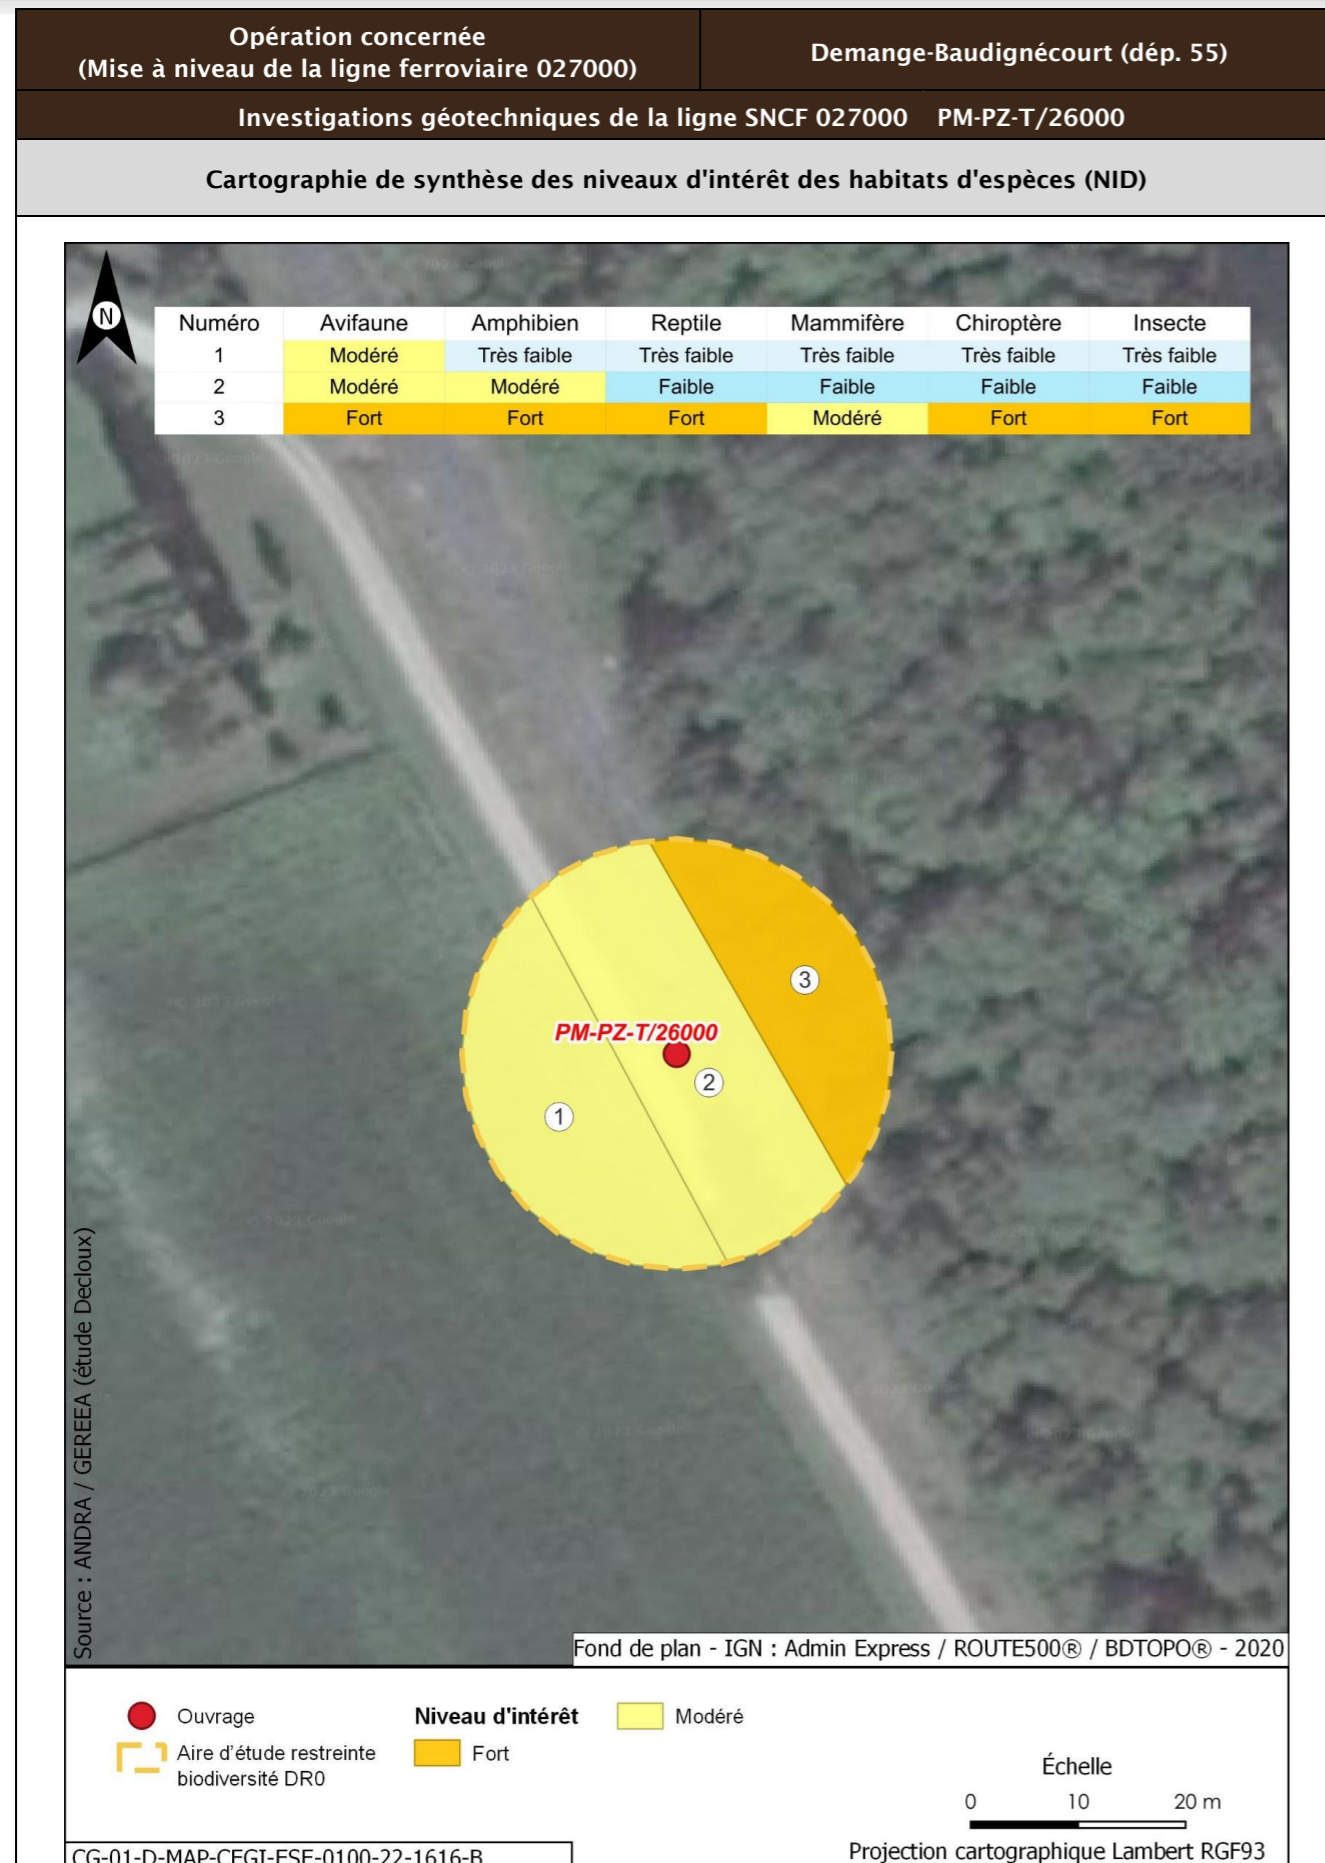 Opération concernée
(Mise à niveau de la ligne ferroviaire 027000)
Demange-Baudignécourt (dép. 55)
Investigations géotechniques de la ligne SNCF 027000 PM-PZ-T/26000
Cartographie de synthèse des niveaux d'intérêt des habitats d'espèces (NID)
N
Numéro Avifaune Amphibien Reptile Mammifère Chiroptère Insecte
1 Modéré Très faible Très faible Très faible Très faible Très faible
2 Modéré Modéré Faible Faible Faible Faible
3 Fort Fort Fort Modéré Fort Fort
3
PM-PZ-T/26000
2
1
Source : ANDRA / GEREEA (étude Decloux)
Fond de plan - IGN : Admin Express / ROUTE500® / BDTOPO® - 2020
Ouvrage
Aire d'étude restreinte
biodiversité DR0
Niveau d'intérêt
Fort
Modéré
Échelle
0 10 20 m
Projection cartographique Lambert RGF93
CG-01-D-MAP-CEGI-ESE-0100-22-1616-B